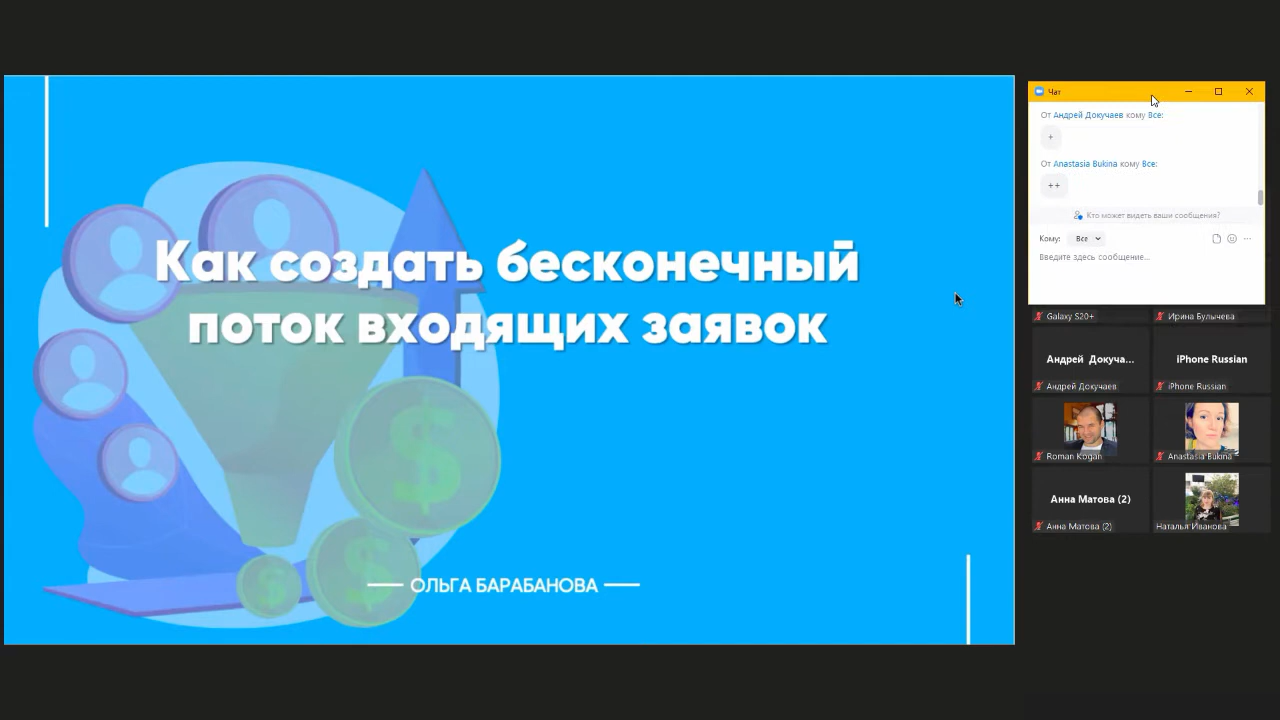 Как создать бесконечный
поток входящих заявок
ОЛЬГА БАРАБАНОВА
Чат
От Андрей Докучаев кому Все:
+
От Anastasia Bukina кому Все:
++
Кто может видеть ваши сообщения?
Кому: Все
Введите здесь сообщение...
Galaxy S20+
Ирина Булычева
Андрей Докуча...
Андрей Докучаев
iPhone Russian
iPhone Russian
Roman Kogan
Anastasia Bukina
Анна Матова (2)
Анна Матова (2)
Наталья Иванова